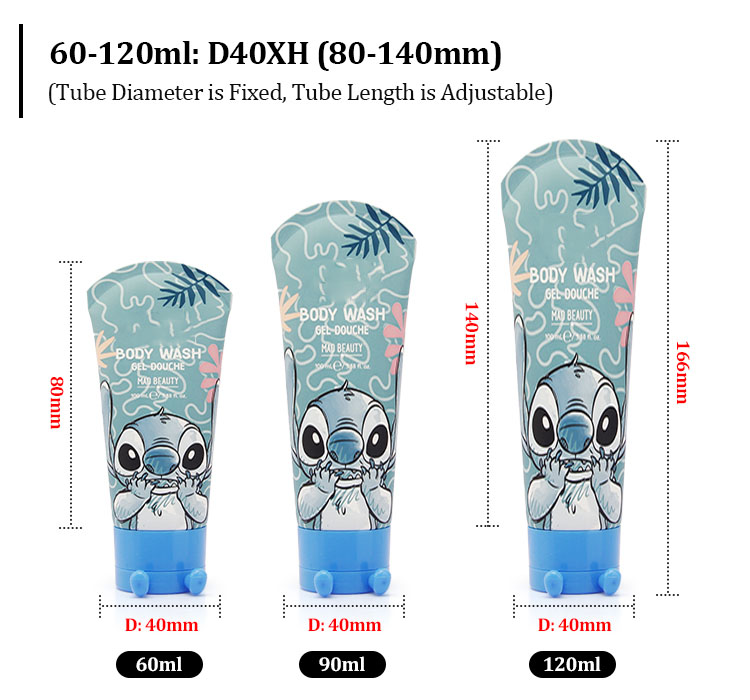 60-120ml: D40XH (80-140mm)
(Tube Diameter is Fixed, Tube Length is Adjustable)
BODY WASH
GEL DOUCHE
MAD BEAUTY
80mm
D: 40mm
60ml
BODY WASH
GEL DOUCHE
MAD BEAUTY
D: 40mm
90ml
BODY WASH
GEL DOUCHE
MAD BEAUTY
140mm
166mm
D: 40mm
120ml